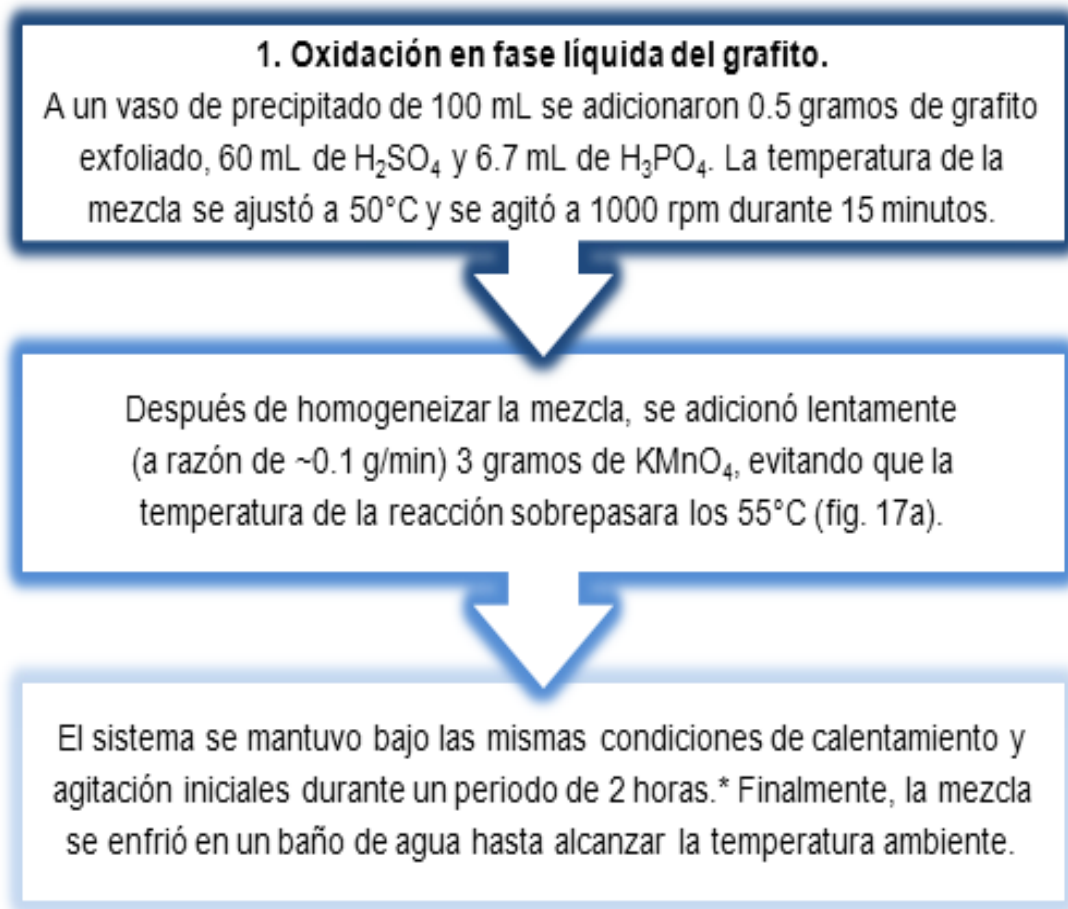 1. Oxidación en fase líquida del grafito.
A un vaso de precipitado de 100 mL se adicionaron 0.5 gramos de grafito
exfoliado, 60 mL de H₂SO₄ y 6.7 mL de H₃PO₄. La temperatura de la
mezcla se ajustó a 50°C y se agitó a 1000 rpm durante 15 minutos.
Después de homogeneizar la mezcla, se adicionó lentamente
(a razón de ~0.1 g/min) 3 gramos de KMnO₄, evitando que la
temperatura de la reacción sobrepasara los 55°C (fig. 17a).
El sistema se mantuvo bajo las mismas condiciones de calentamiento y
agitación iniciales durante un periodo de 2 horas.* Finalmente, la mezcla
se enfrió en un baño de agua hasta alcanzar la temperatura ambiente.